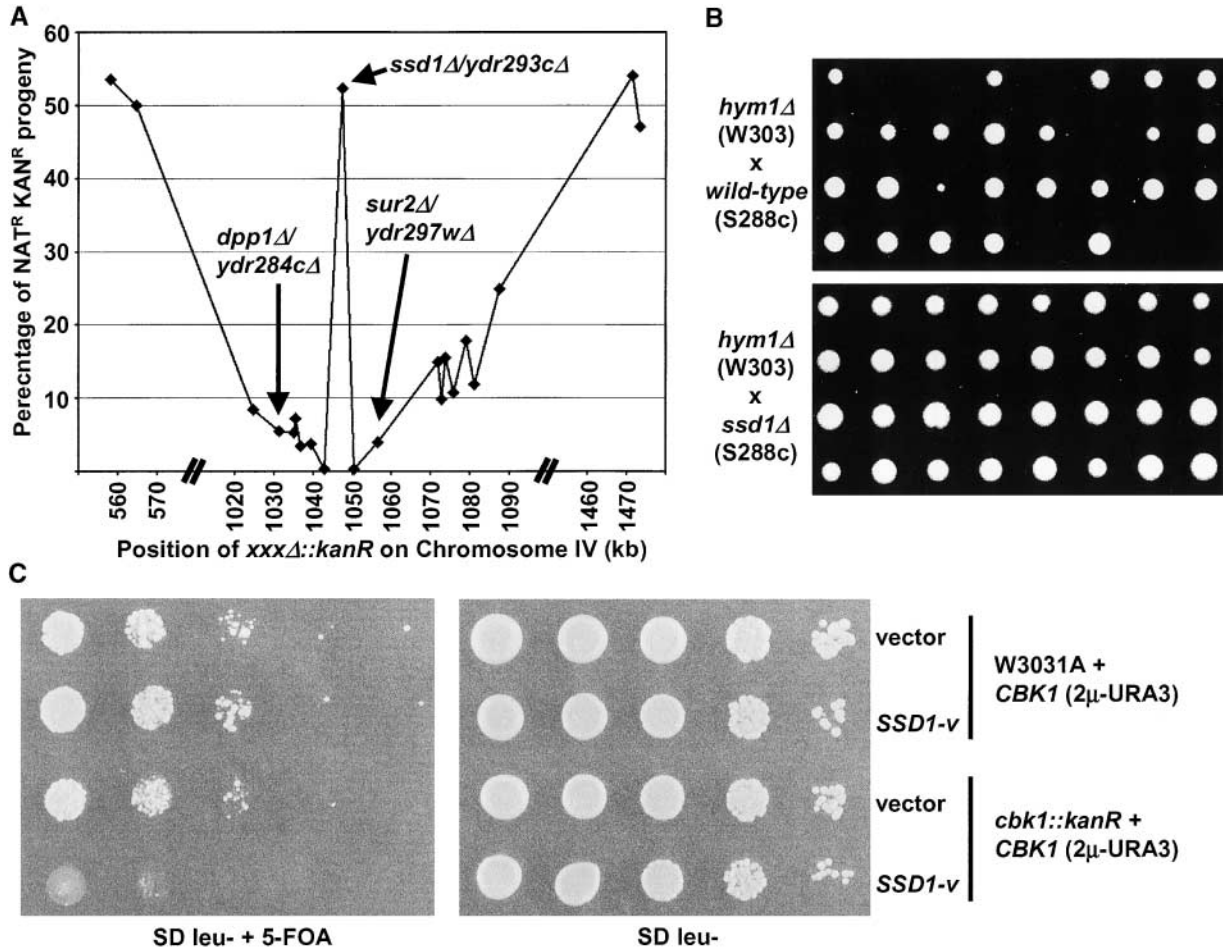 A
60
50
40
30
20
10
Perecntage of NATR KANR progeny
ssd1Δ/ydr293cΔ
dpp1Δ/
ydr284cΔ
sur2Δ/
ydr297wΔ
560
570
1020
1030
1040
1050
1060
1070
1080
1090
1460
1470
Position of xxxΔ::kanR on Chromosome IV (kb)
B
hym1Δ
(W303)
x
wild-type
(S288c)
hym1Δ
(W303)
x
ssd1Δ
(S288c)
C
vector
SSD1-v
W3031A +
CBK1 (2μ-URA3)
vector
SSD1-v
cbk1::kanR +
CBK1 (2μ-URA3)
SD leu- + 5-FOA
SD leu-